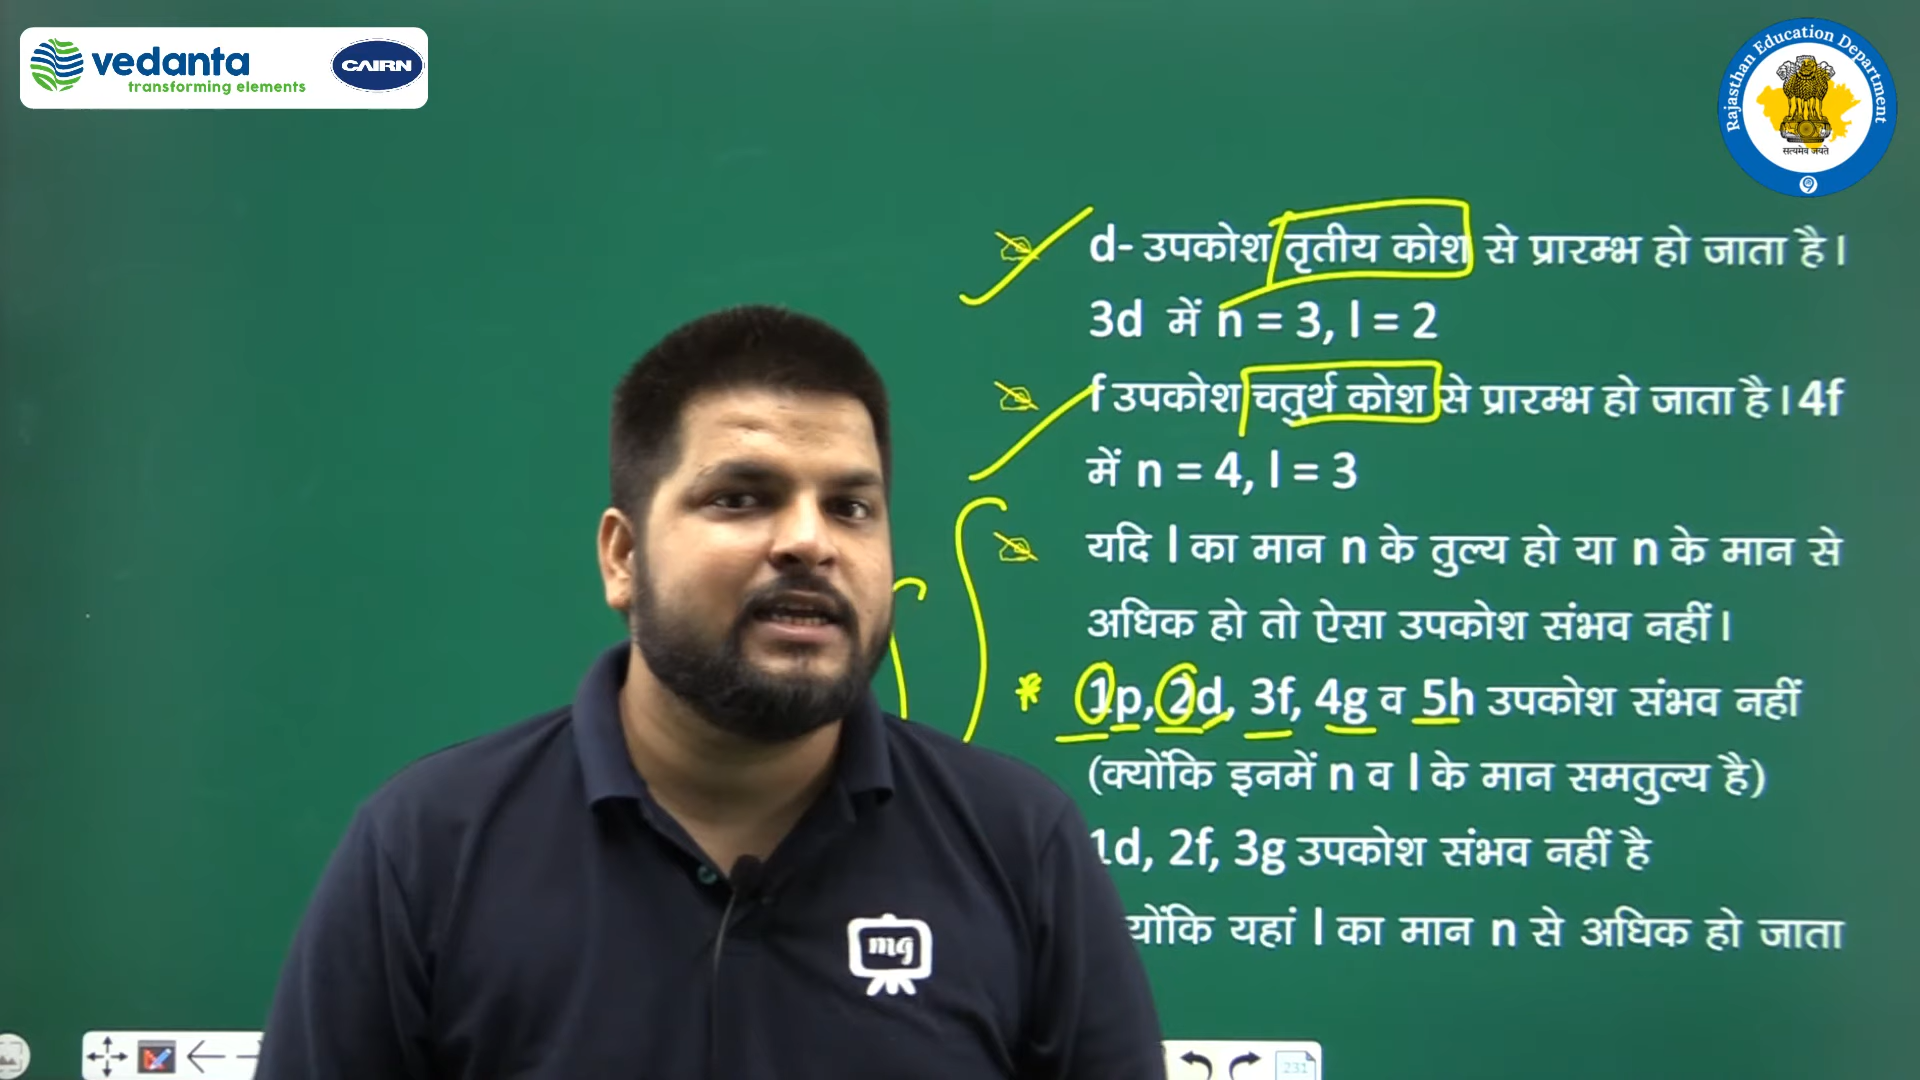 vedanta
transforming elements
CAIRN
Rajasthan Education Department
सत्यमेव जयते
d- उपकोश तृतीय कोश से प्रारम्भ हो जाता है।
3d में n = 3, l = 2
f उपकोश चतुर्थ कोश से प्रारम्भ हो जाता है। 4f
में n = 4, l = 3
यदि l का मान n के तुल्य हो या n के मान से
अधिक हो तो ऐसा उपकोश संभव नहीं।
* 1p, 2d, 3f, 4g व 5h उपकोश संभव नहीं
(क्योंकि इनमें n व l के मान समतुल्य है)
1d, 2f, 3g उपकोश संभव नहीं है
योंकि यहां l का मान n से अधिक हो जाता
mg
231